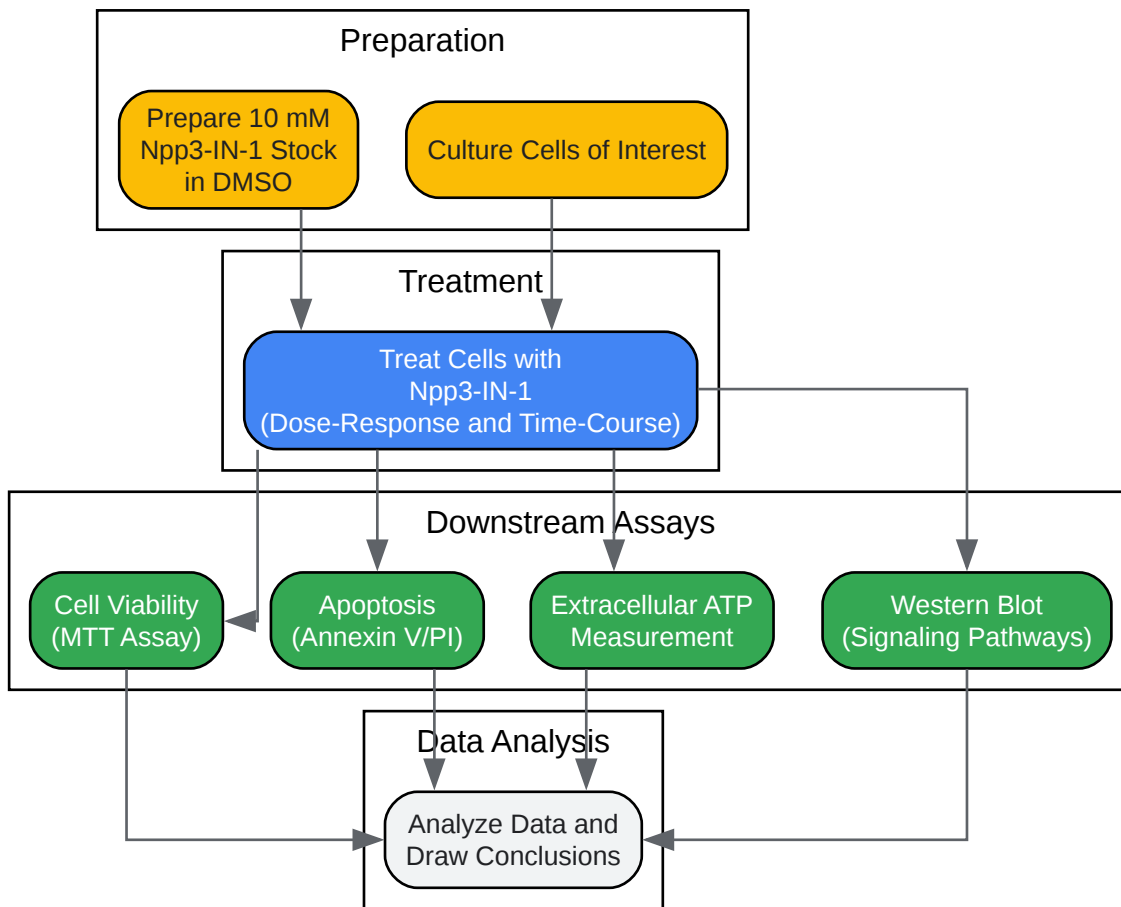 Preparation
Prepare 10 mM
Npp3-IN-1 Stock
in DMSO
Culture Cells of Interest
Treatment
Treat Cells with
Npp3-IN-1
(Dose-Response and Time-Course)
Downstream Assays
Cell Viability
(MTT Assay)
Apoptosis
(Annexin V/PI)
Extracellular ATP
Measurement
Western Blot
(Signaling Pathways)
Data Analysis
Analyze Data and
Draw Conclusions